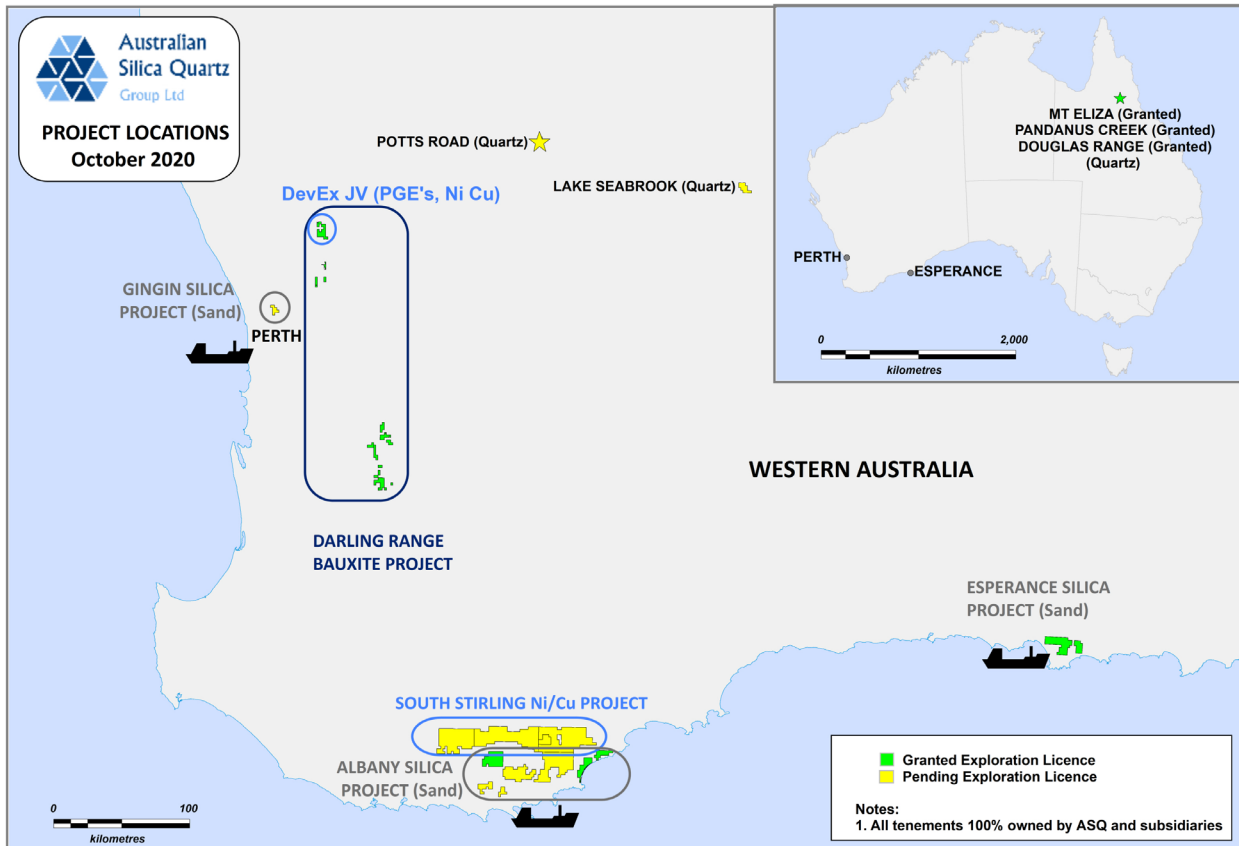 Australian
Silica Quartz
Group Ltd
PROJECT LOCATIONS
October 2020
POTTS ROAD (Quartz)
LAKE SEABROOK (Quartz)
DevEx JV (PGE's, Ni Cu)
GINGIN SILICA
PROJECT (Sand)
PERTH
DARLING RANGE
BAUXITE PROJECT
WESTERN AUSTRALIA
ESPERANCE SILICA
PROJECT (Sand)
SOUTH STIRLING Ni/Cu PROJECT
ALBANY SILICA
PROJECT (Sand)
0 100
kilometres
MT ELIZA (Granted)
PANDANUS CREEK (Granted)
DOUGLAS RANGE (Granted)
(Quartz)
PERTH
ESPERANCE
0 2,000
kilometres
Granted Exploration Licence
Pending Exploration Licence
Notes:
1. All tenements 100% owned by ASQ and subsidiaries